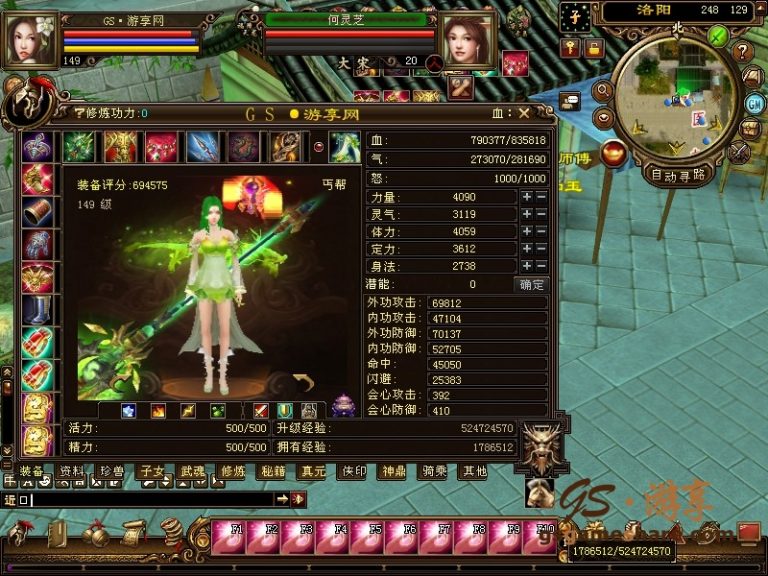 GS·游享网
149
何灵芝
大宋
20
洛阳 248 129
北
GM
自动寻路
师傅
修炼功力:0
GS●游享网
血:
装备评分:694575
丐帮
149 级
血: 790377/835818
气: 273070/281690
怒: 1000/1000
力量: 4090
灵气: 3119
体力: 4059
定力: 3612
身法: 2738
潜能: 0 确定
外功攻击: 69812
内功攻击: 47104
外功防御: 70137
内功防御: 52705
命中: 45050
闪避: 25383
会心攻击: 392
会心防御: 410
活力: 500/500 升级经验: 524724570
精力: 500/500 拥有经验: 1786512
装备 资料 珍兽 子女 武魂 修炼 秘籍 真元 侠印 神鼎 骑乘 其他
近
GS·游享
F1 F2 F3 F4 F5 F6 F7 F8 F9 F10
1786512/524724570